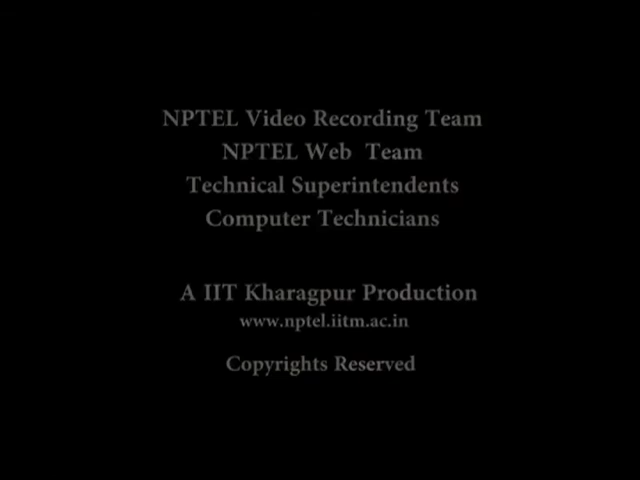 NPTEL Video Recording Team
NPTEL Web Team
Technical Superintendents
Computer Technicians
A IIT Kharagpur Production
www.nptel.iitm.ac.in
Copyrights Reserved